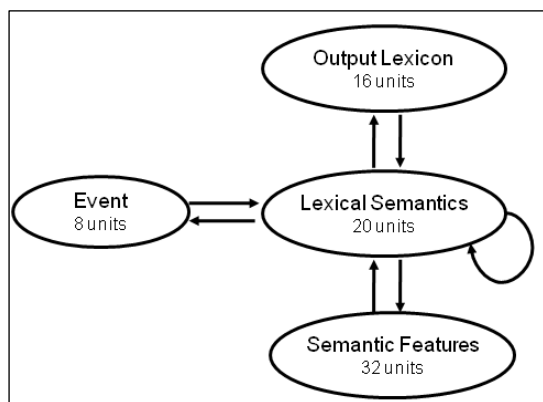 Output Lexicon
16 units
Event
8 units
Lexical Semantics
20 units
Semantic Features
32 units